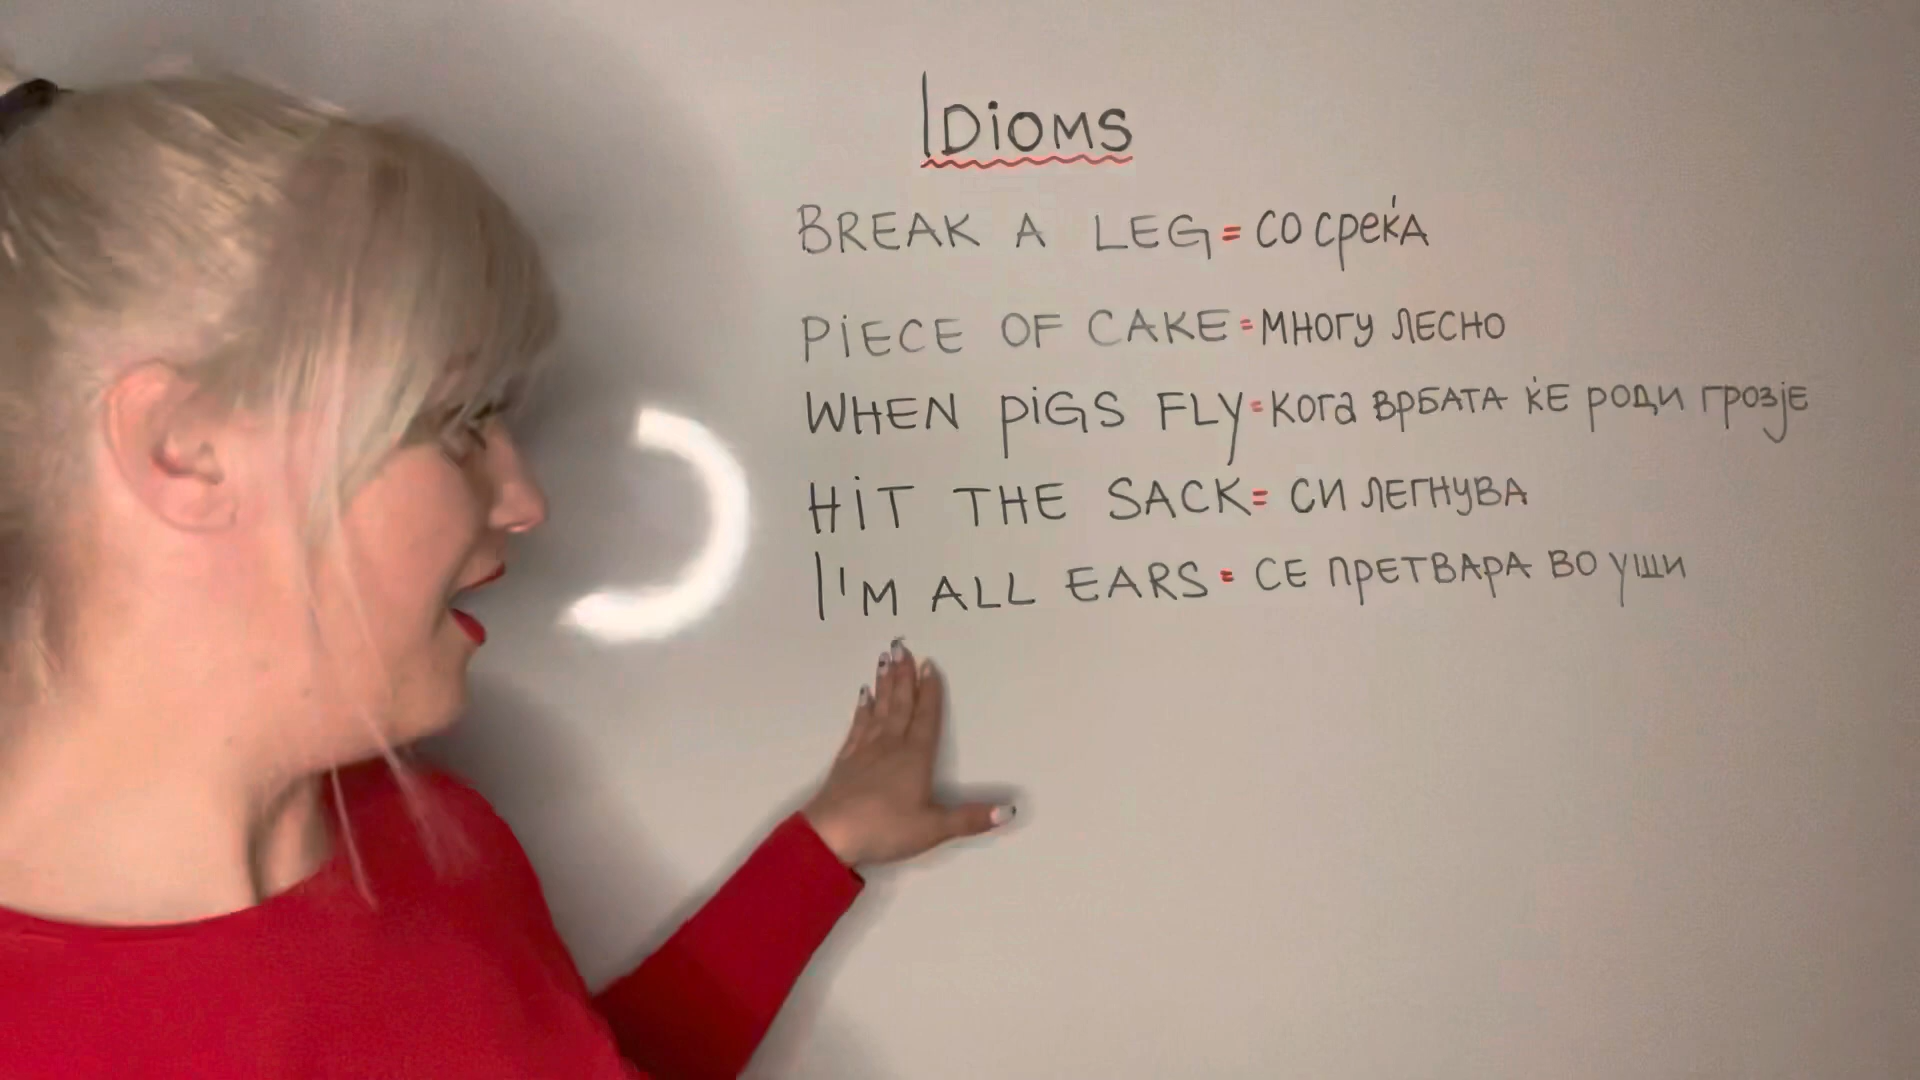 IDIOMS
BREAK A LEG = СО СРЕЌА
PIECE OF CAKE = МНОГУ ЛЕСНО
WHEN PIGS FLY = КОГА ВРБАТА ЌЕ РОДИ ГРОЗЈЕ
HIT THE SACK = СИ ЛЕГНУВА
I'M ALL EARS = СЕ ПРЕТВАРА ВО УШИ